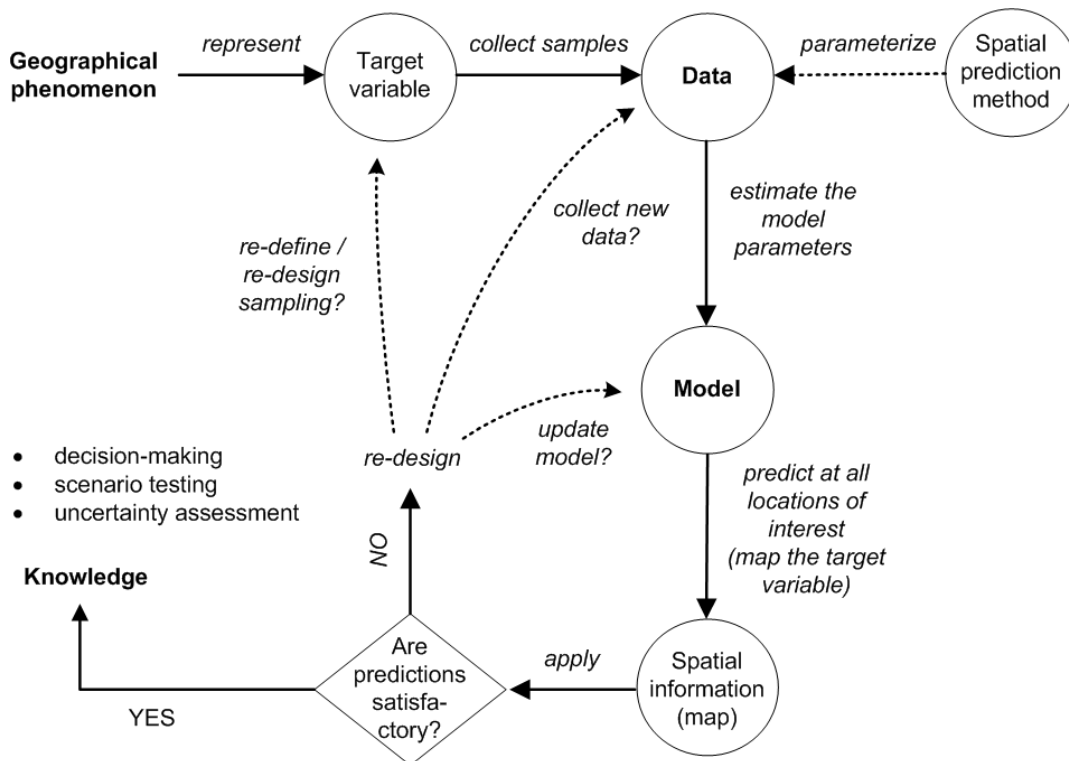 Geographical
phenomenon
represent
Target
variable
collect samples
Data
parameterize
Spatial
prediction
method
estimate the
model
parameters
collect new
data?
re-define /
re-design
sampling?
Model
update
model?
re-design
• decision-making
• scenario testing
• uncertainty assessment
predict at all
locations of
interest
(map the target
variable)
NO
Knowledge
YES
Are
predictions
satisfa-
ctory?
apply
Spatial
information
(map)